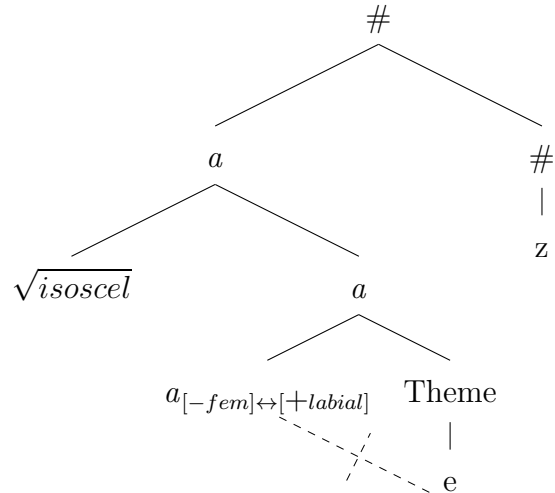 #
a #
z
√isoscel a
a[−fem]↔[+labial] Theme
e